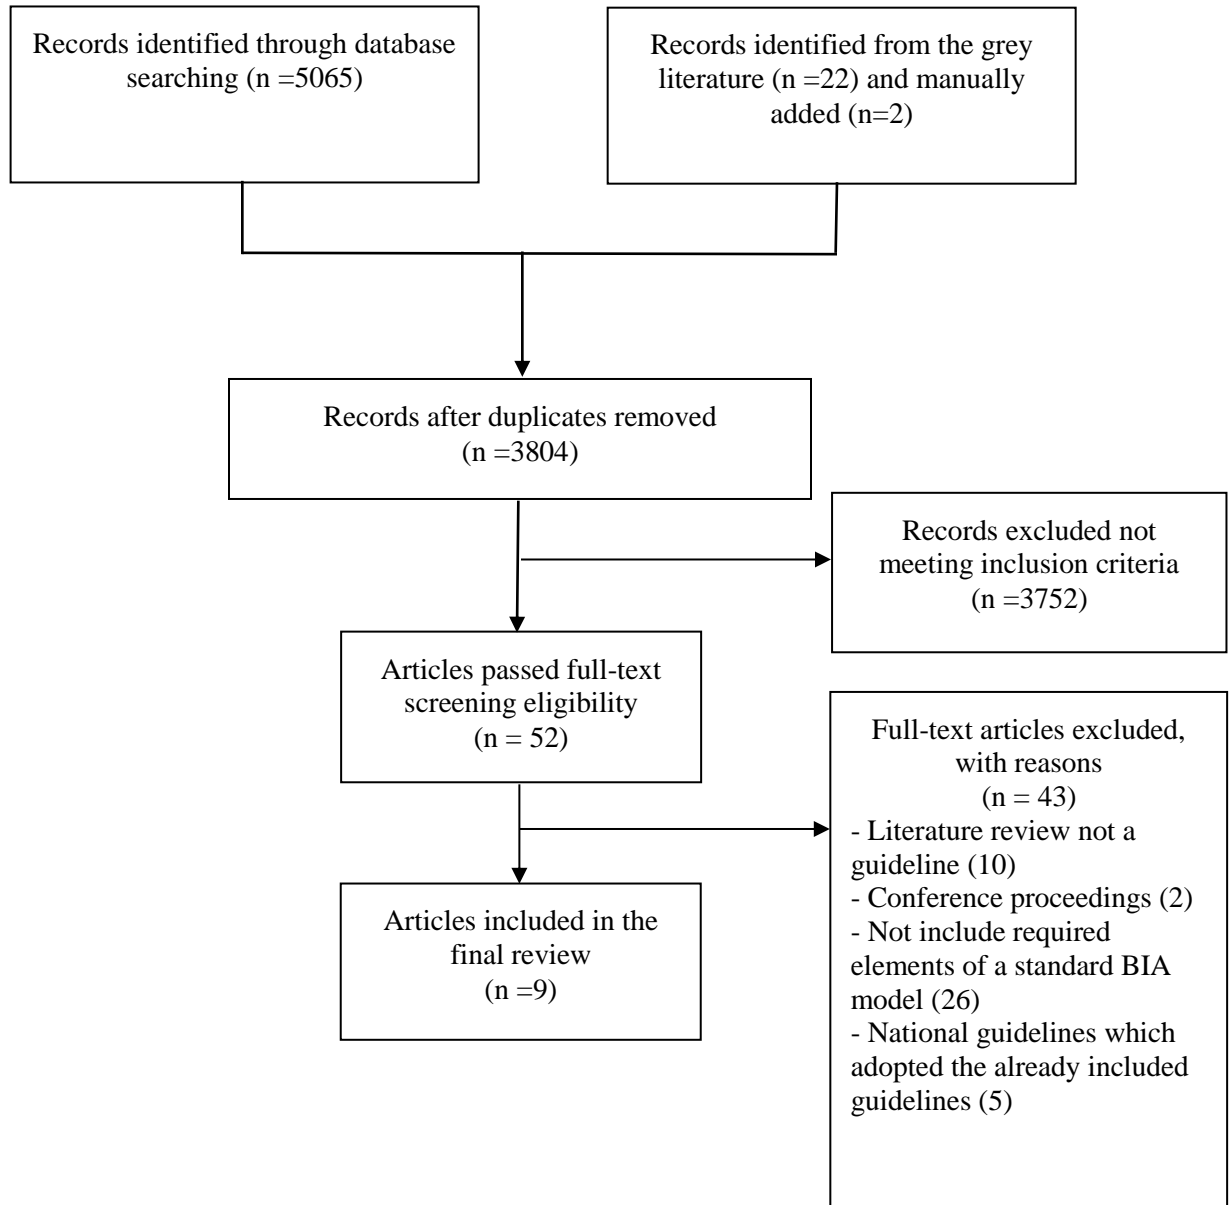 Records identified through database
searching (n =5065)
Records identified from the grey
literature (n =22) and manually
added (n=2)
Records after duplicates removed
(n =3804)
Records excluded not
meeting inclusion criteria
(n =3752)
Articles passed full-text
screening eligibility
(n = 52)
Full-text articles excluded,
with reasons
(n = 43)
- Literature review not a
guideline (10)
- Conference proceedings (2)
- Not include required
elements of a standard BIA
model (26)
- National guidelines which
adopted the already included
guidelines (5)
Articles included in the
final review
(n =9)